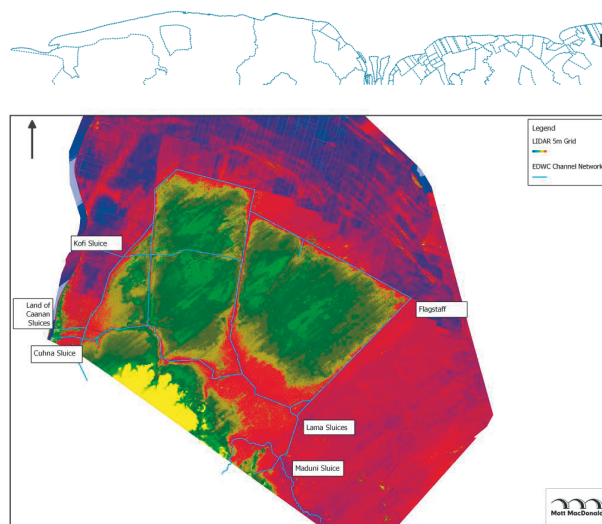 Legend
LIDAR 5m Grid
EDWC Channel Network
Kofi Sluice
Land of
Caanan
Sluices
Flagstaff
Cuhna Sluice
Lama Sluices
Maduni Sluice
Mott MacDonald